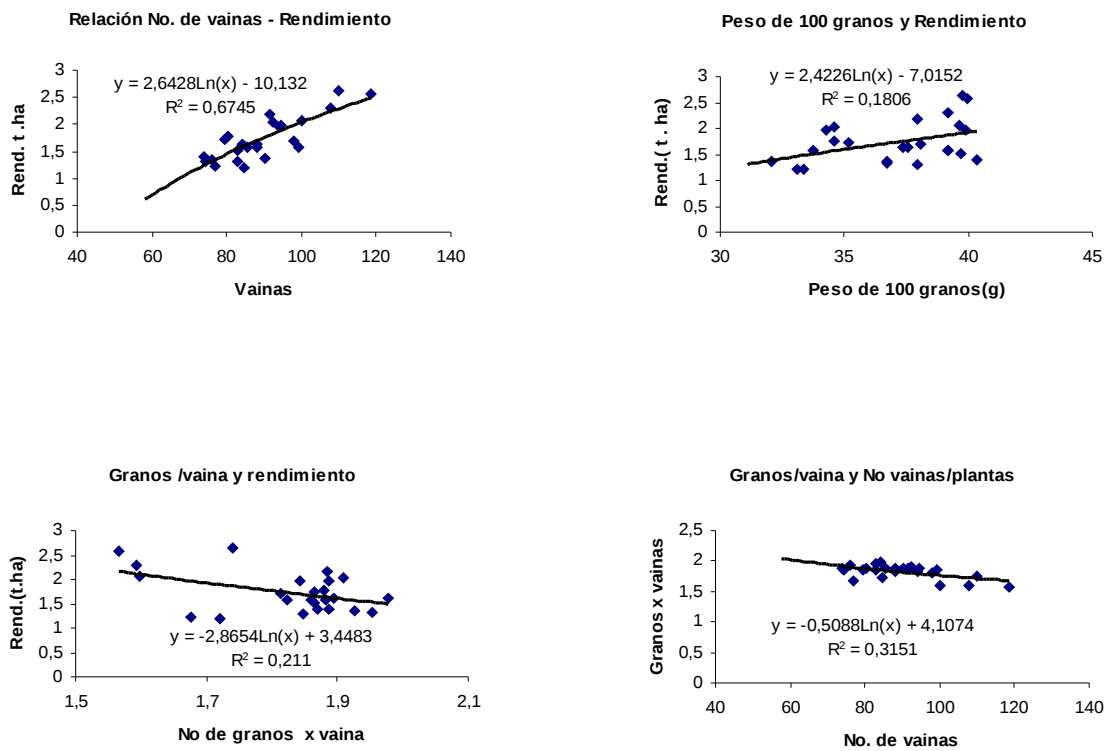 Relación No. de vainas - Rendimiento
y = 2,6428Ln(x) - 10,132
R² = 0,6745
3
2,5
2
1,5
1
0,5
0
40 60 80 100 120 140
Rend. t .ha
Vainas
Peso de 100 granos y Rendimiento
y = 2,4226Ln(x) - 7,0152
R² = 0,1806
3
2,5
2
1,5
1
0,5
0
30 35 40 45
Rend.( t . ha)
Peso de 100 granos(g)
Granos /vaina y rendimiento
3
2,5
2
1,5
1
0,5
0
y = -2,8654Ln(x) + 3,4483
R² = 0,211
1,5 1,7 1,9 2,1
Rend.(t.ha)
No de granos x vaina
Granos/vaina y No vainas/plantas
2,5
2
1,5
1
0,5
0
y = -0,5088Ln(x) + 4,1074
R² = 0,3151
40 60 80 100 120 140
Granos x vainas
No. de vainas